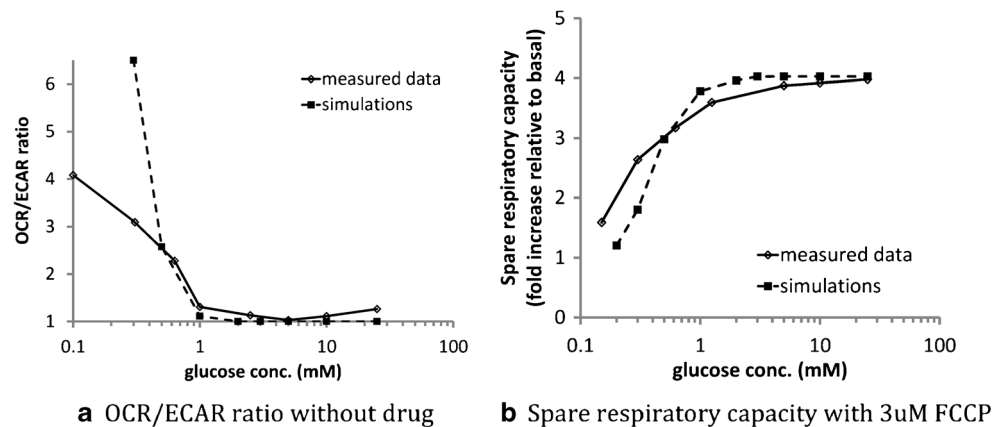 OCR/ECAR ratio
6
5
4
3
2
1
0.1
1
10
100
glucose conc. (mM)
measured data
simulations
a OCR/ECAR ratio without drug
Spare respiratory capacity
(fold increase relative to basal)
5
4
3
2
1
0
0.1
1
10
100
glucose conc. (mM)
measured data
simulations
b Spare respiratory capacity with 3uM FCCP